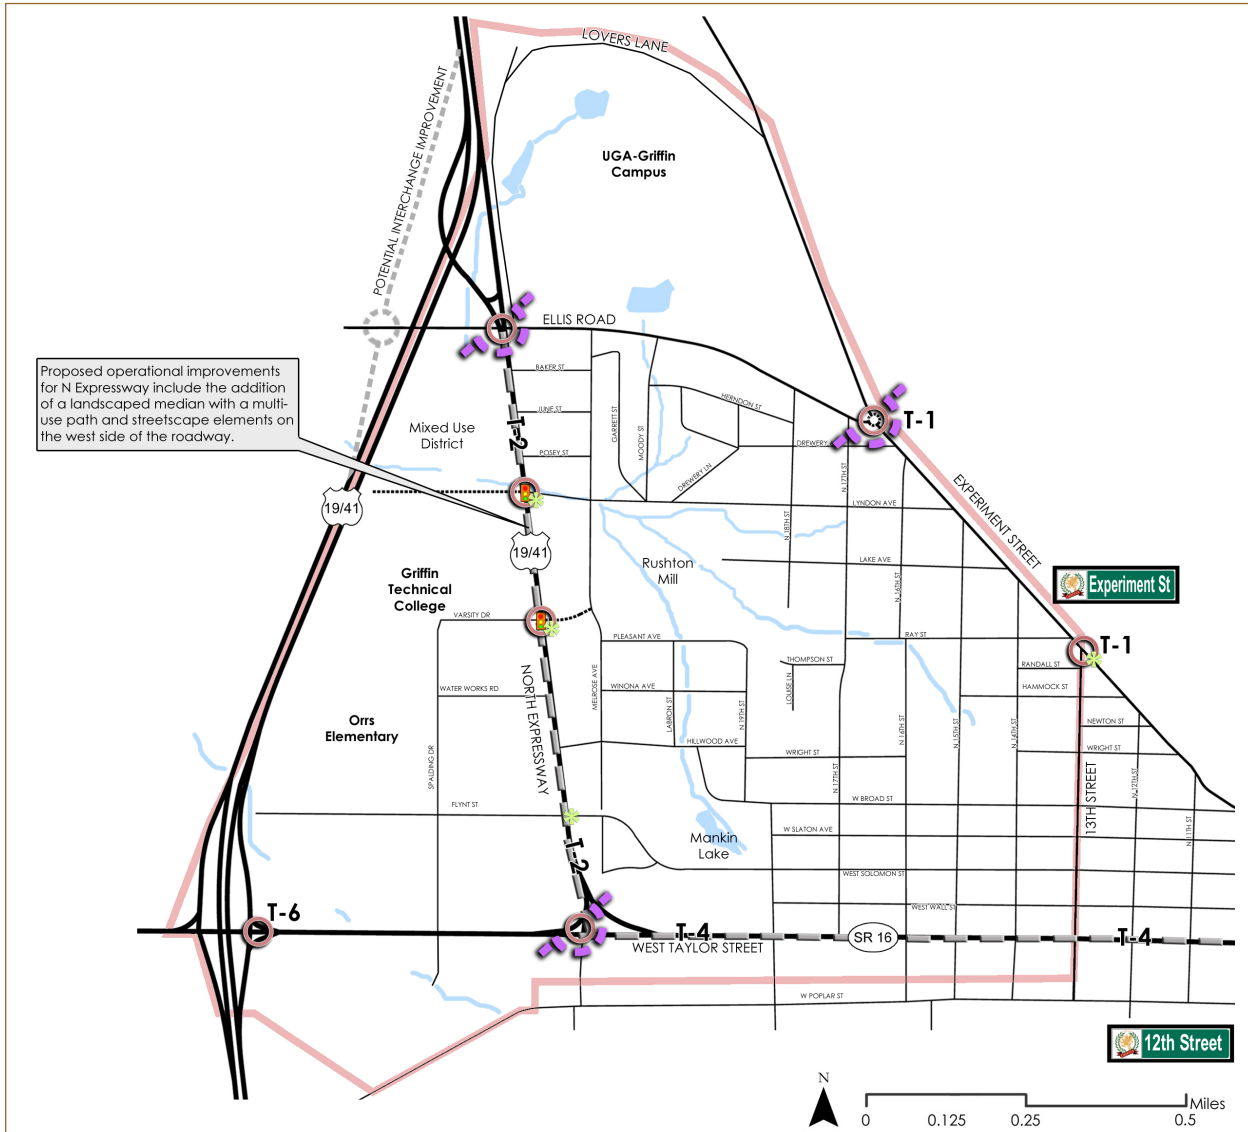 LOVERS LANE
POTENTIAL INTERCHANGE IMPROVEMENT
UGA-Griffin
Campus
ELLIS ROAD
Proposed operational improvements
for N Expressway include the addition
of a landscaped median with a multi-
use path and streetscape elements on
the west side of the roadway.
BAKER ST
JUNE ST
POSEY ST
T-2
Mixed Use
District
GARRETT ST
MOODY ST
HERNDON ST
DREWERY
DREWERY LN
T-1
N 17TH ST
N 18TH ST
LYNDON AVE
EXPERIMENT STREET
19/41
19/41
LAKE AVE
N 16TH ST
Rushton
Mill
Griffin
Technical
College
Experiment St
VARSITY DR
PLEASANT AVE
RAY ST
T-1
THOMPSON ST
RANDALL ST
LOUISE LN
HAMMOCK ST
WATER WORKS RD
WINONA AVE
MELROSE AVE
LABRON ST
N 19TH ST
NORTH EXPRESSWAY
Orrs
Elementary
NEWTON ST
HILLWOOD AVE
WRIGHT ST
WRIGHT ST
N 16TH ST
N 15TH ST
N 14TH ST
SPALDING DR
N 17TH ST
13TH STREET
N 12TH ST
N 11TH ST
FLYNT ST
W BROAD ST
W SLATON AVE
Mankin
Lake
T-2
WEST SOLOMON ST
WEST WALL ST
T-6
T-4
SR 16
T-4
WEST TAYLOR STREET
W POPLAR ST
12th Street
N
Miles
0
0.125
0.25
0.5